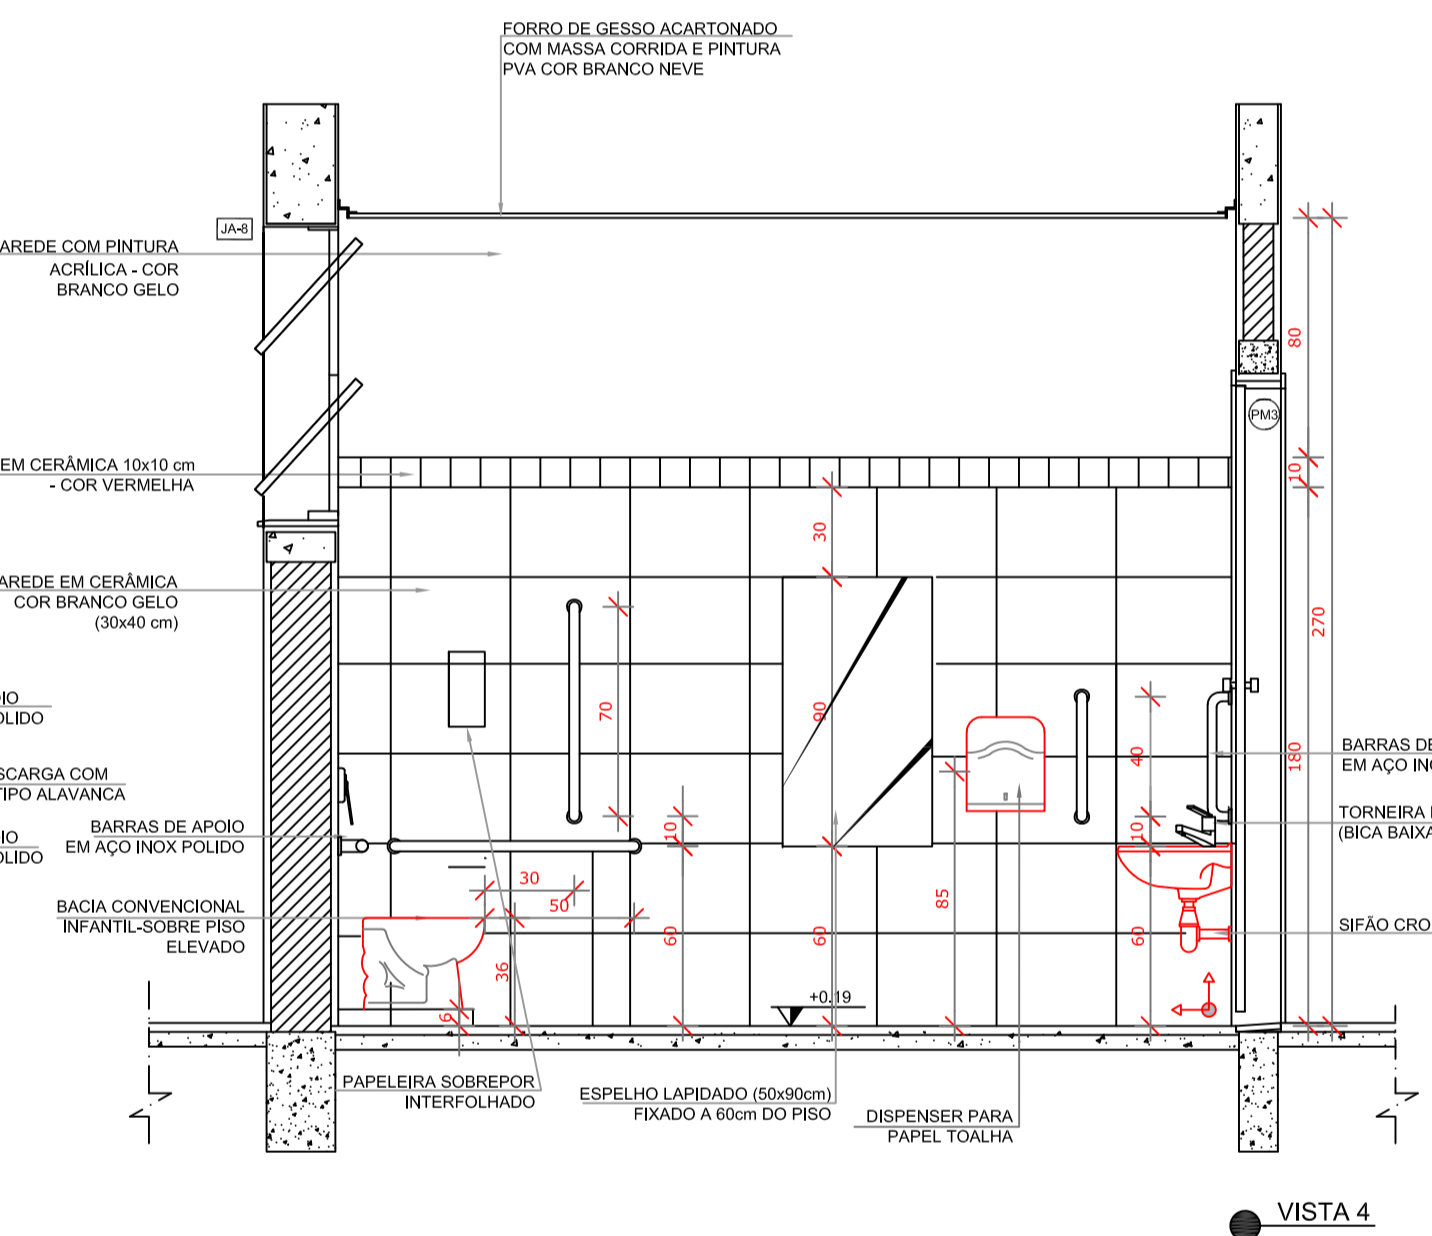 FORRO DE GESSO ACARTONADO
COM MASSA CORRIDA E PINTURA
PVA COR BRANCO NEVE
JA-8
AREDE COM PINTURA
ACRÍLICA - COR
BRANCO GELO
80
PM3
EM CERÂMICA 10x10 cm
- COR VERMELHA
10
30
AREDE EM CERÂMICA
COR BRANCO GELO
(30x40 cm)
270
IO
OLIDO
70
90
40
180
BARRAS DE
EM AÇO INO
SCARGA COM
TIPO ALAVANCA
TORNEIRA
(BICA BAIXA
BARRAS DE APOIO
EM AÇO INOX POLIDO
IO
OLIDO
10
10
30
50
85
BACIA CONVENCIONAL
INFANTIL-SOBRE PISO
ELEVADO
SIFÃO CRO
60
60
60
36
6
+0.19
PAPELEIRA SOBREPOR
INTERFOLHADO
ESPELHO LAPIDADO (50x90cm)
FIXADO A 60cm DO PISO
DISPENSER PARA
PAPEL TOALHA
VISTA 4